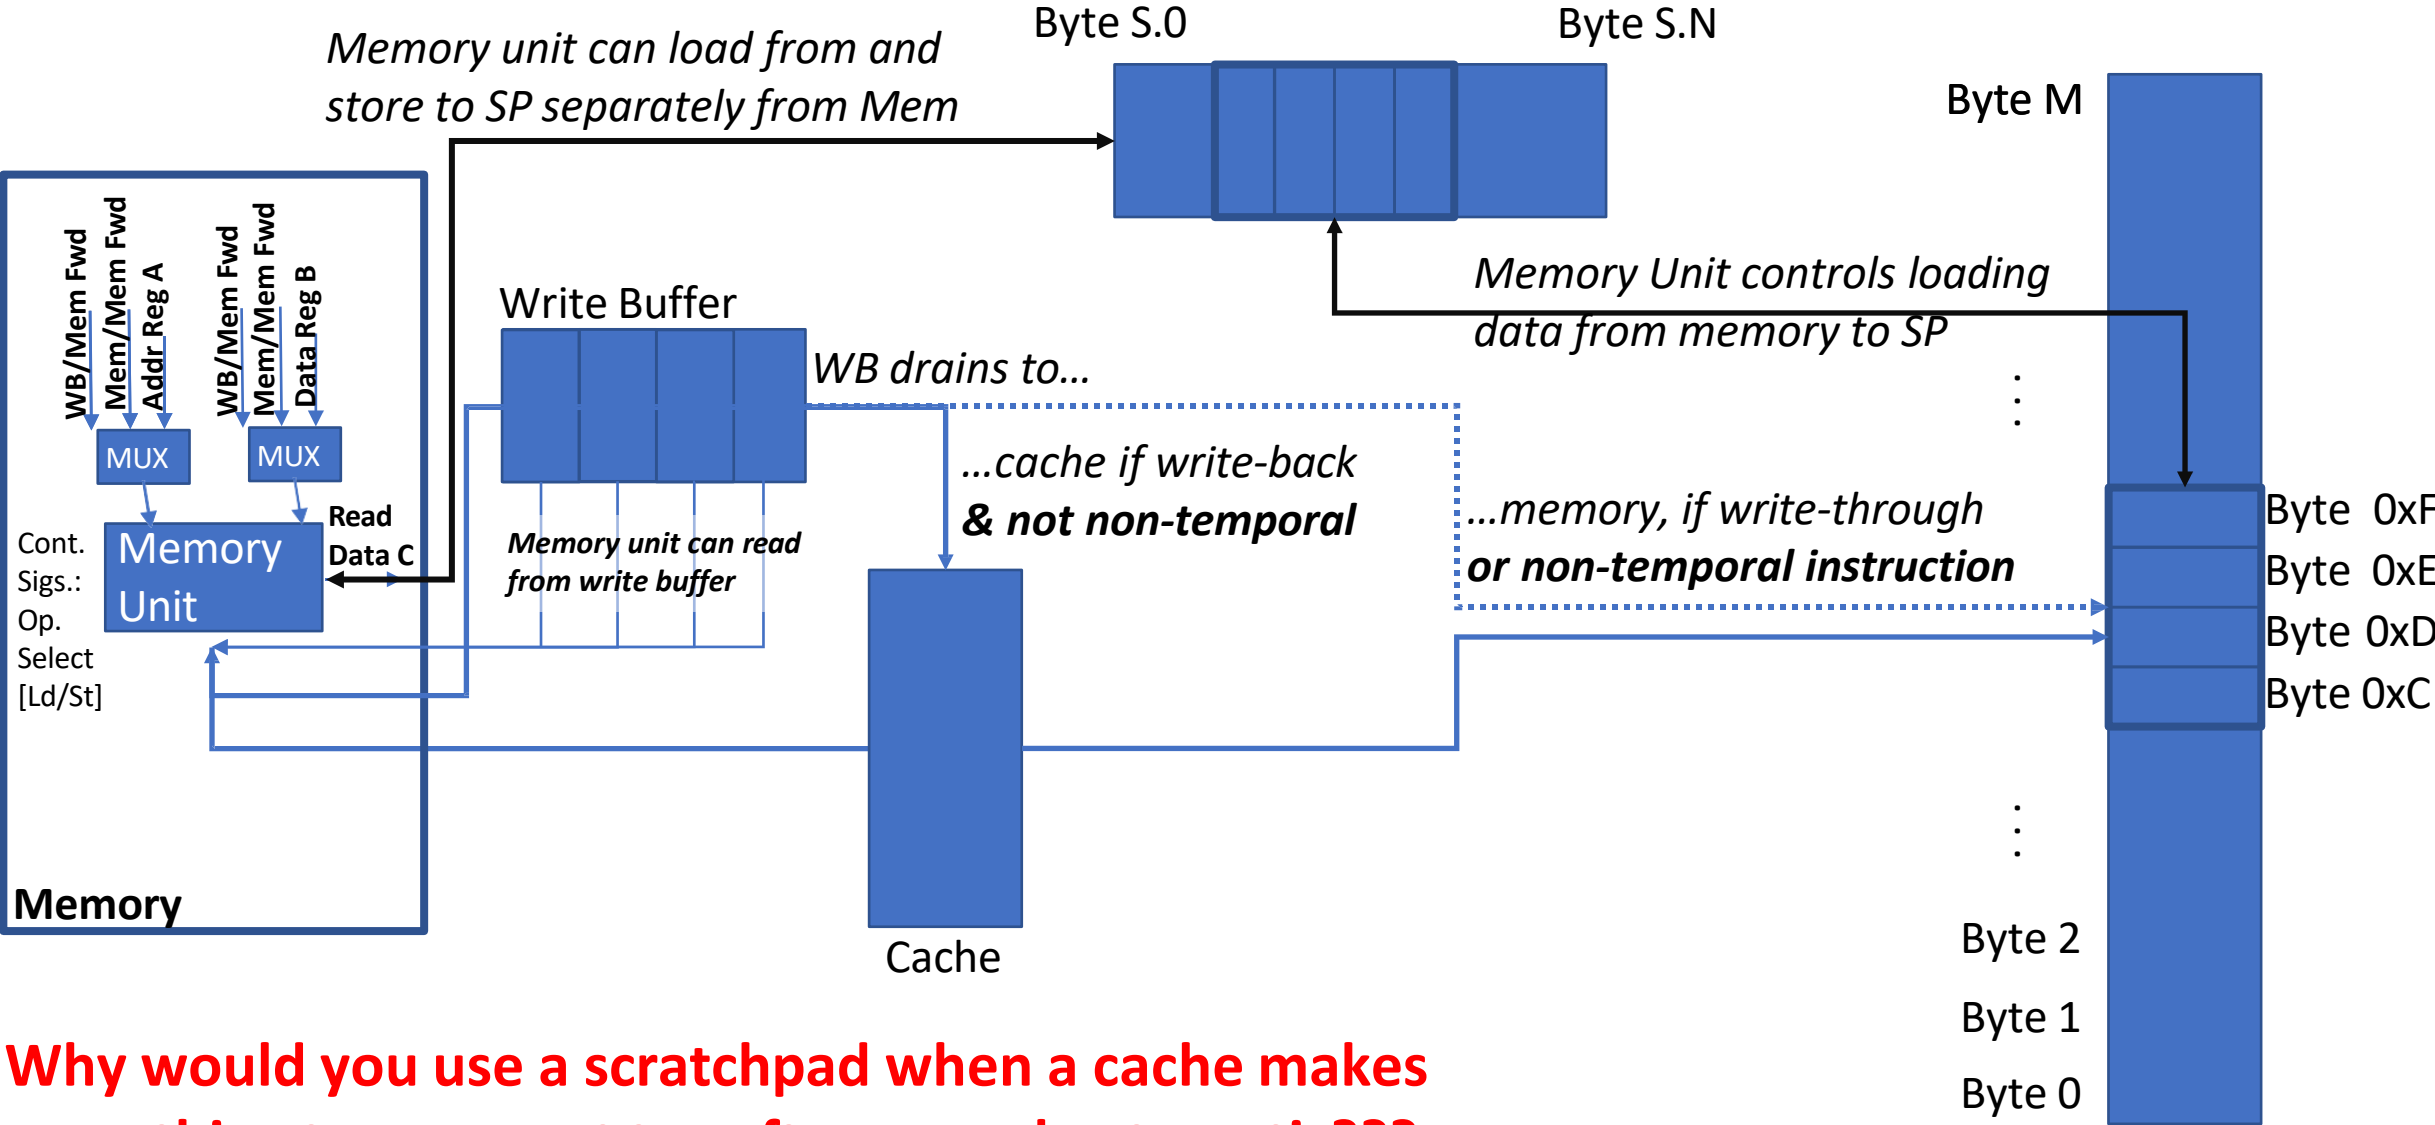 Byte S.0
Byte S.N
Memory unit can load from and
store to SP separately from Mem
Byte M
WB/Mem Fwd
Mem/Mem Fwd
Addr Reg A
WB/Mem Fwd
Mem/Mem Fwd
Data Reg B
Memory Unit controls loading
data from memory to SP
Write Buffer
WB drains to…
MUX
MUX
…cache if write-back
& not non-temporal
…memory, if write-through
or non-temporal instruction
Read
Data C
Memory unit can read
from write buffer
Cont.
Sigs.:
Op.
Select
[Ld/St]
Memory
Unit
Byte 0xF
Byte 0xE
Byte 0xD
Byte 0xC
⋮
⋮
Memory
Cache
Byte 2
Byte 1
Byte 0
Why would you use a scratchpad when a cache makes